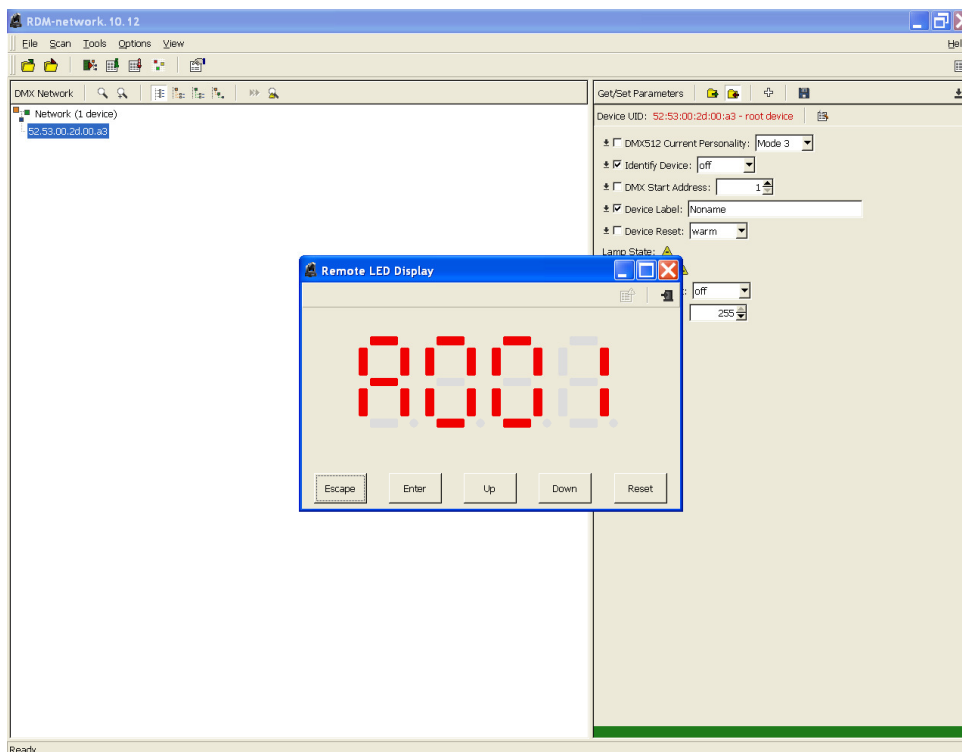 RDM-network. 10. 12
File Scan Tools Options View Hel
DMX Network
Network (1 device)
52.53.00.2d.00.a3
Get/Set Parameters
Device UID: 52:53:00:2d:00:a3 - root device
DMX512 Current Personality: Mode 3
Identify Device: off
DMX Start Address: 1
Device Label: Noname
Device Reset: warm
Lamp State:
: off
255
Remote LED Display
A001
Escape Enter Up Down Reset
Ready